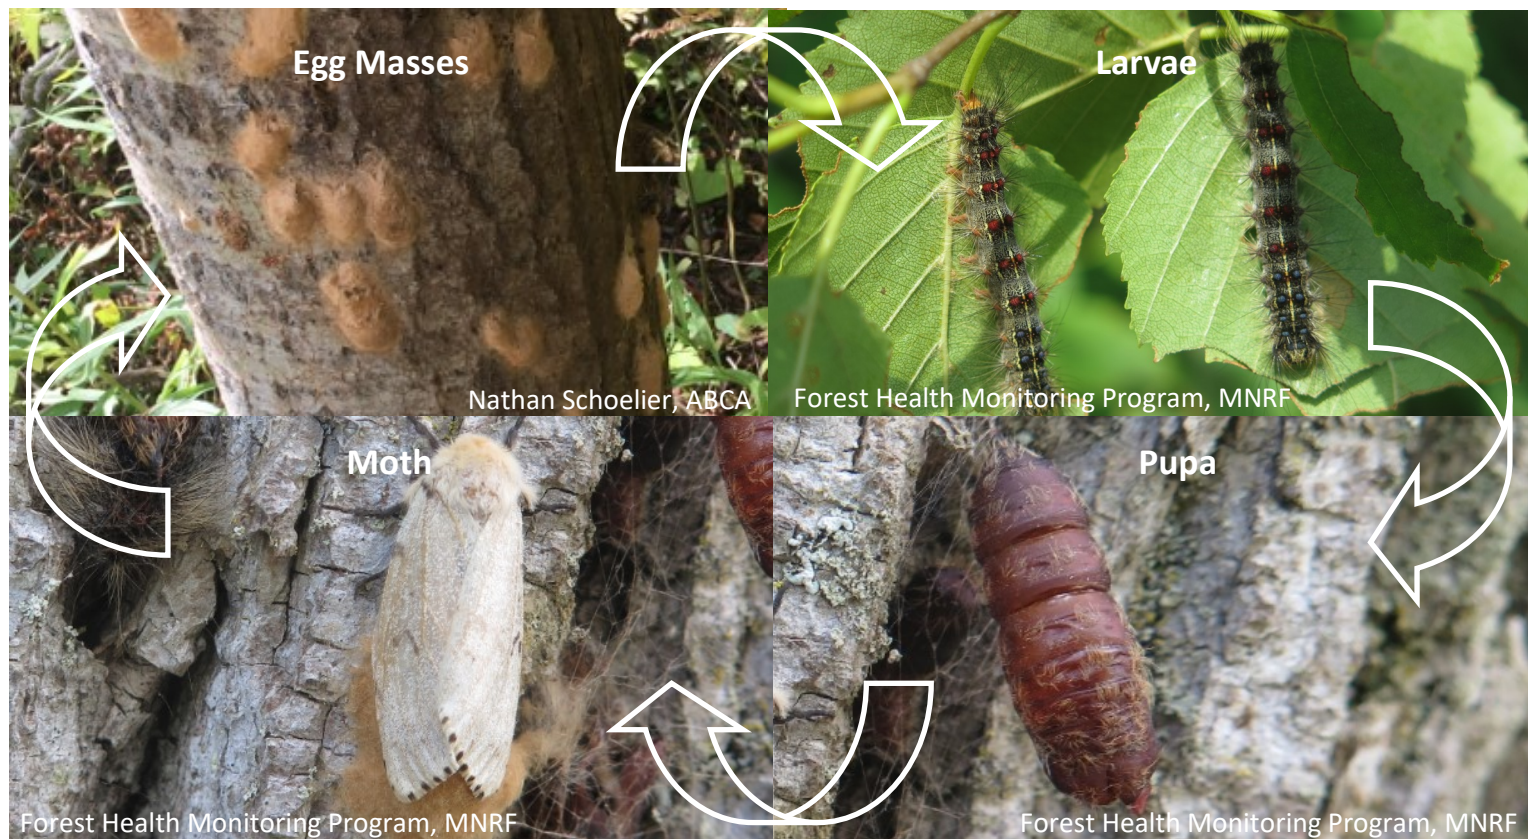 Egg Masses
Larvae
Nathan Schoelier, ABCA
Forest Health Monitoring Program, MNRF
Moth
Pupa
Forest Health Monitoring Program, MNRF
Forest Health Monitoring Program, MNRF